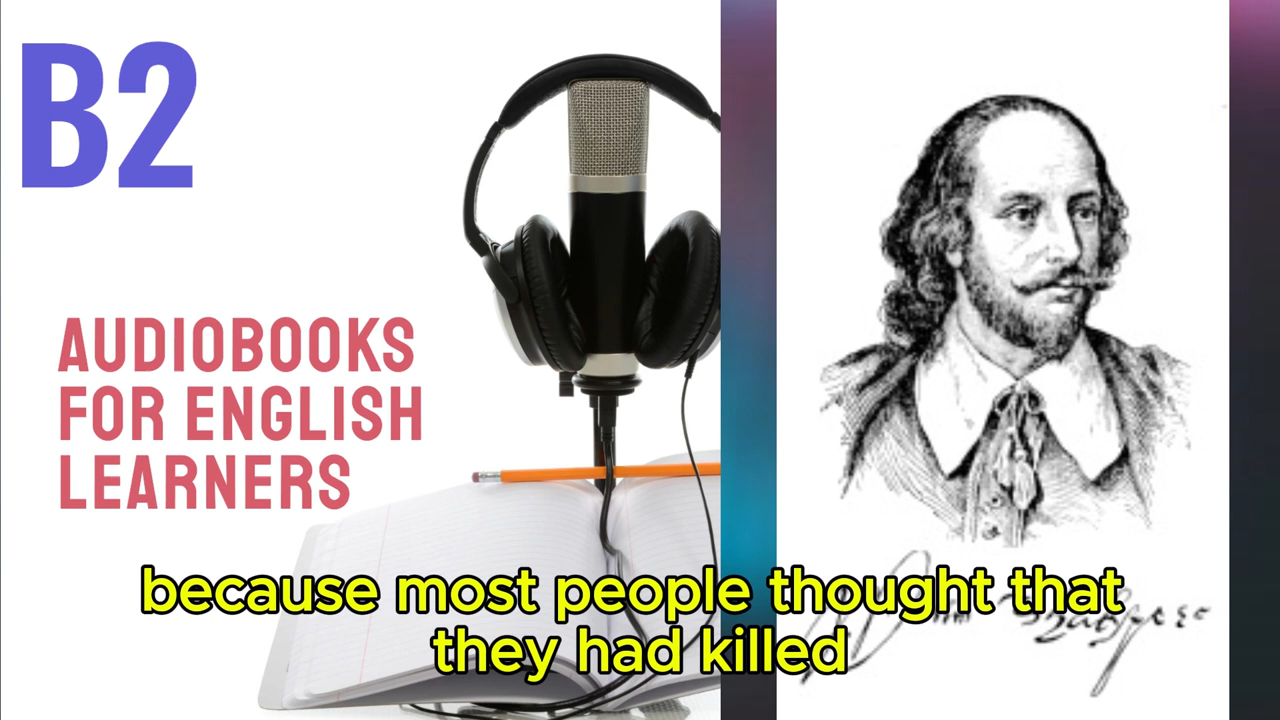 B2
AUDIOBOOKS
FOR ENGLISH
LEARNERS
because most people thought that
they had killed